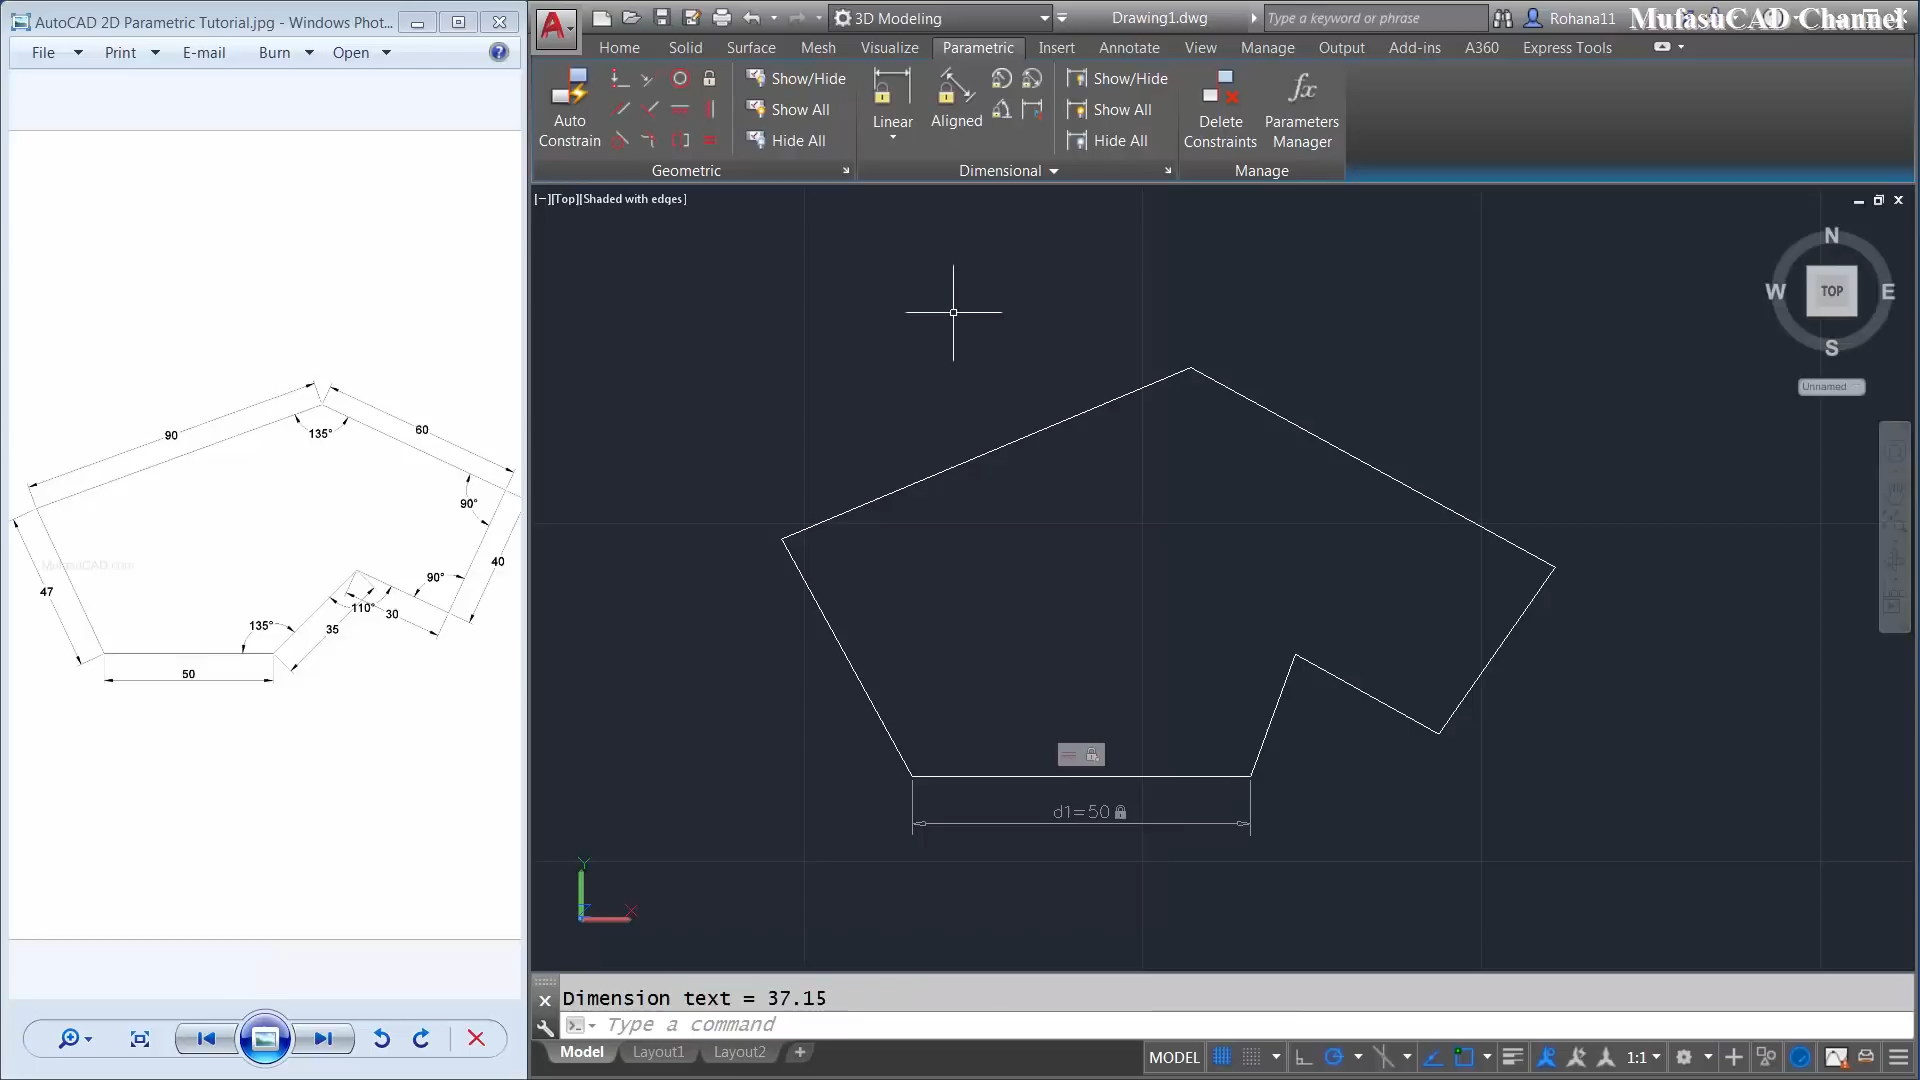 AutoCAD 2D Parametric Tutorial.jpg - Windows Phot...
File Print E-mail Burn Open
90
135°
60
90°
40
47
MufasuCAD.com
90°
110°
30
135°
35
50
3D Modeling
Drawing1.dwg
Type a keyword or phrase
Rohana11
MufasuCAD Channel
Home Solid Surface Mesh Visualize Parametric Insert Annotate View Manage Output Add-ins A360 Express Tools
Auto
Constrain
Show/Hide
Show All
Hide All
Geometric
Linear
Aligned
Show/Hide
Show All
Hide All
Dimensional
Delete
Constraints
fx
Parameters
Manager
Manage
[−][Top][Shaded with edges]
N
W TOP E
S
Unnamed
d1=50
Y
X
Dimension text = 37.15
Type a command
Model Layout1 Layout2 +
MODEL 1:1